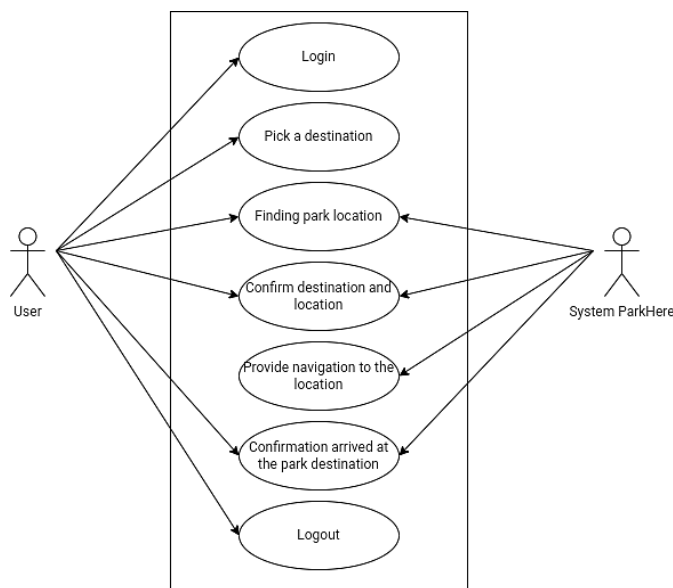 Login
Pick a destination
Finding park location
Confirm destination and
location
User
System ParkHere
Provide navigation to the
location
Confirmation arrived at
the park destination
Logout